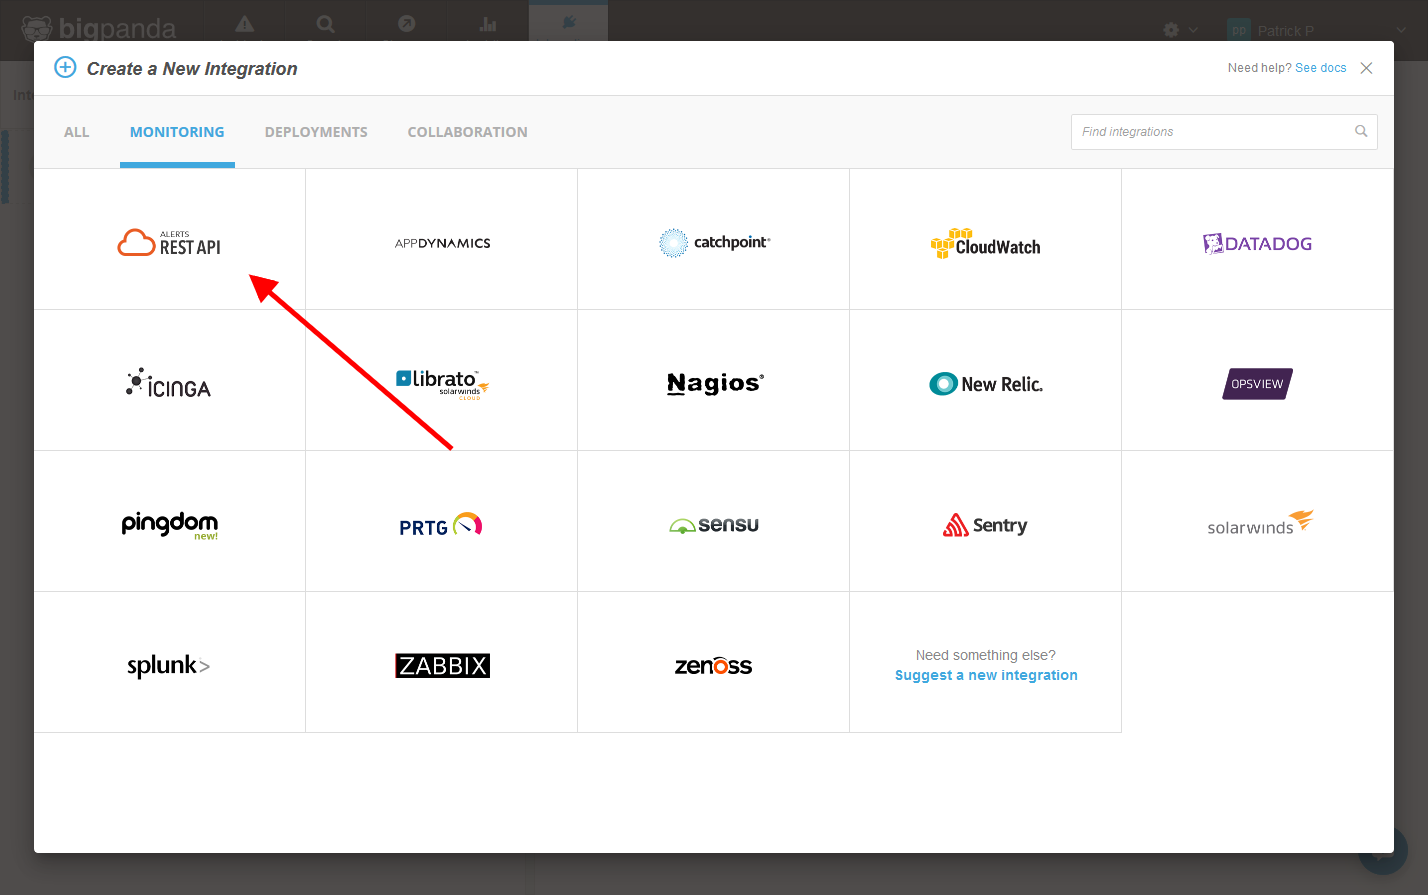 bigpanda
Patrick P
PP
Create a New Integration
Need help? See docs
ALL
MONITORING
DEPLOYMENTS
COLLABORATION
Find integrations
ALERTS
REST API
APPDYNAMICS
catchpoint®
CloudWatch
DATADOG
ICINGA
librato™
solarwinds
CLOUD
Nagios®
New Relic.
OPSVIEW
pingdom
new!
PRTG
sensu
Sentry
solarwinds
splunk>
ZABBIX
zenoss
Need something else?
Suggest a new integration